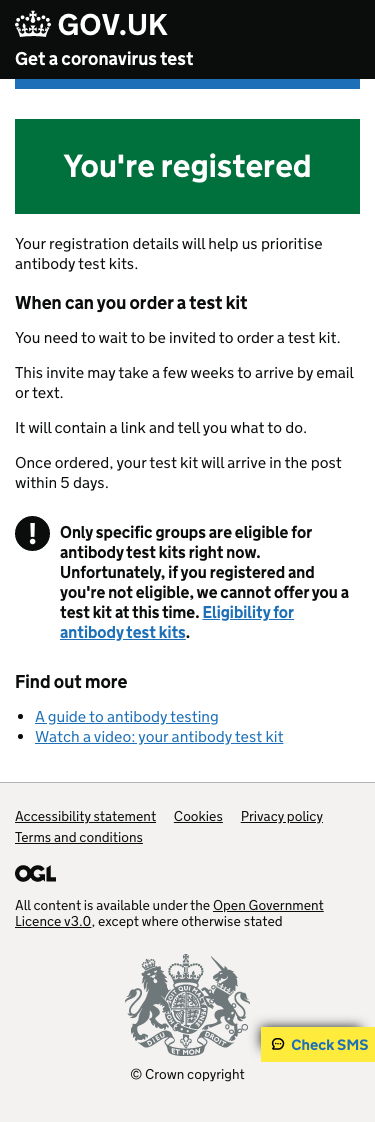 GOV.UK
Get a coronavirus test
You're registered
Your registration details will help us prioritise
antibody test kits.
When can you order a test kit
You need to wait to be invited to order a test kit.
This invite may take a few weeks to arrive by email
or text.
It will contain a link and tell you what to do.
Once ordered, your test kit will arrive in the post
within 5 days.
!
Only specific groups are eligible for
antibody test kits right now.
Unfortunately, if you registered and
you're not eligible, we cannot offer you a
test kit at this time. Eligibility for
antibody test kits.
Find out more
• A guide to antibody testing
• Watch a video: your antibody test kit
Accessibility statement Cookies Privacy policy
Terms and conditions
OGL
All content is available under the Open Government
Licence v3.0, except where otherwise stated
DIEU ET MON DROIT
Check SMS
© Crown copyright